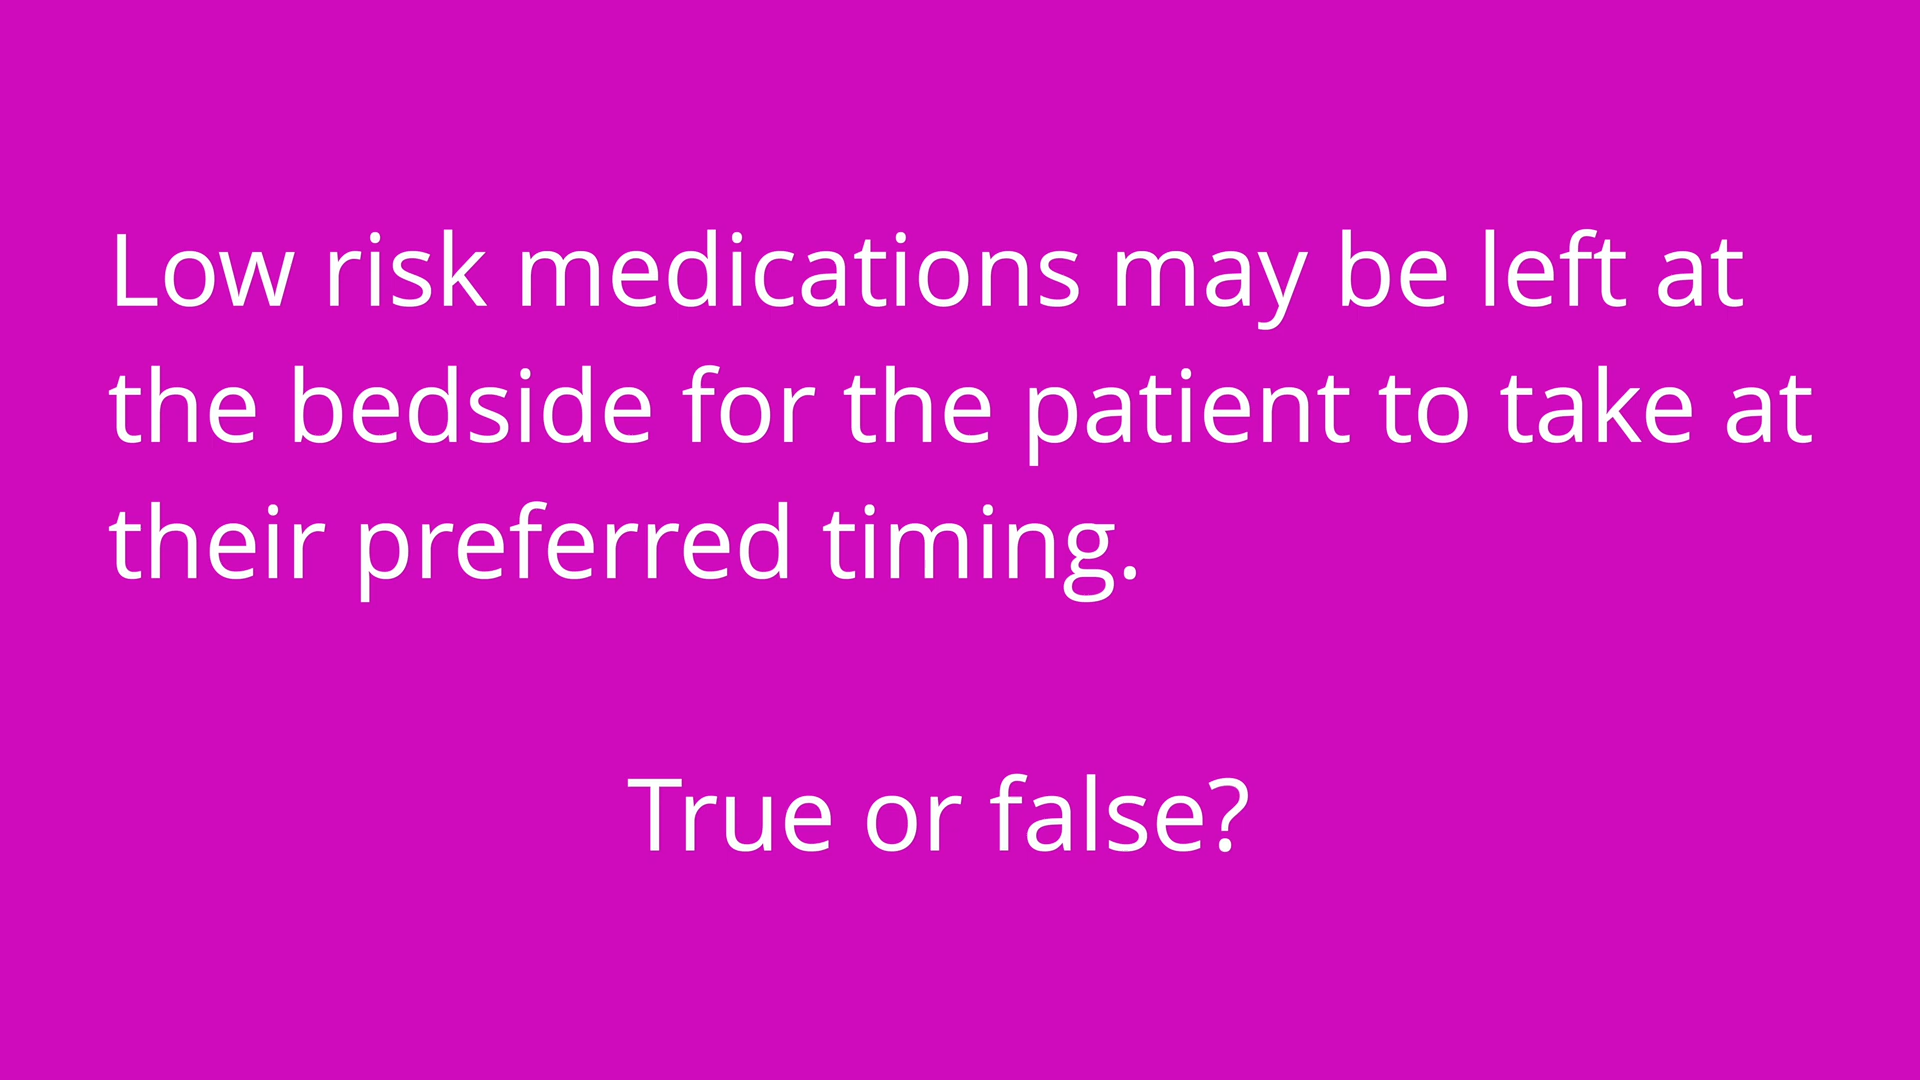 Low risk medications may be left at
the bedside for the patient to take at
their preferred timing.
True or false?